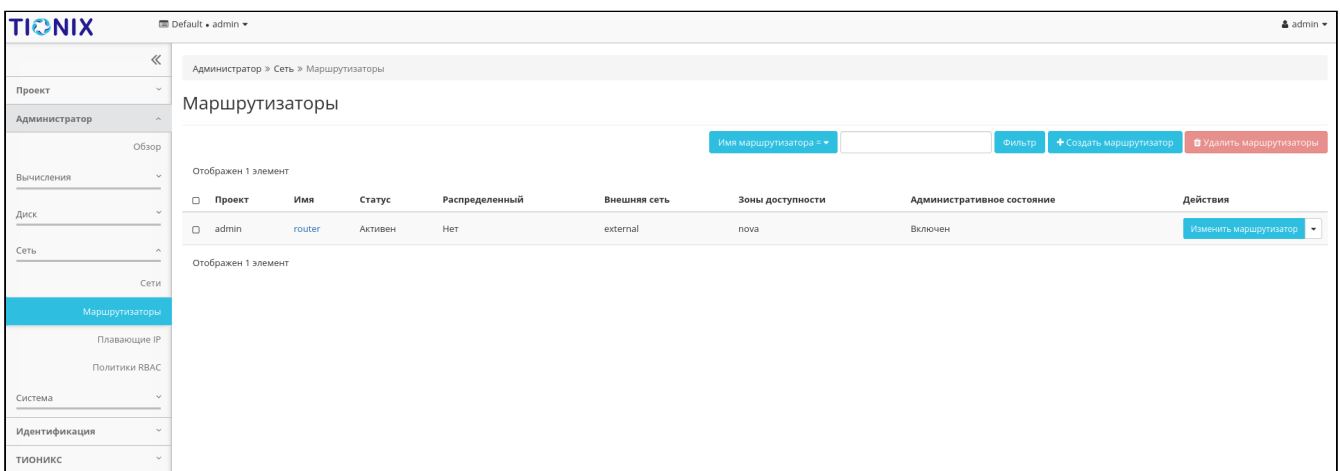 TIONIX
Default • admin
admin
Проект
Администратор
Обзор
Вычисления
Диск
Сеть
Сети
Маршрутизаторы
Плавающие IP
Политики RBAC
Система
Идентификация
ТИОНИКС
Администратор » Сеть » Маршрутизаторы
Маршрутизаторы
Имя маршрутизатора = Фильтр +Создать маршрутизатор Удалить маршрутизаторы
Отображен 1 элемент
Проект Имя Статус Распределенный Внешняя сеть Зоны доступности Административное состояние Действия
admin router Активен Нет external nova Включен Изменить маршрутизатор
Отображен 1 элемент